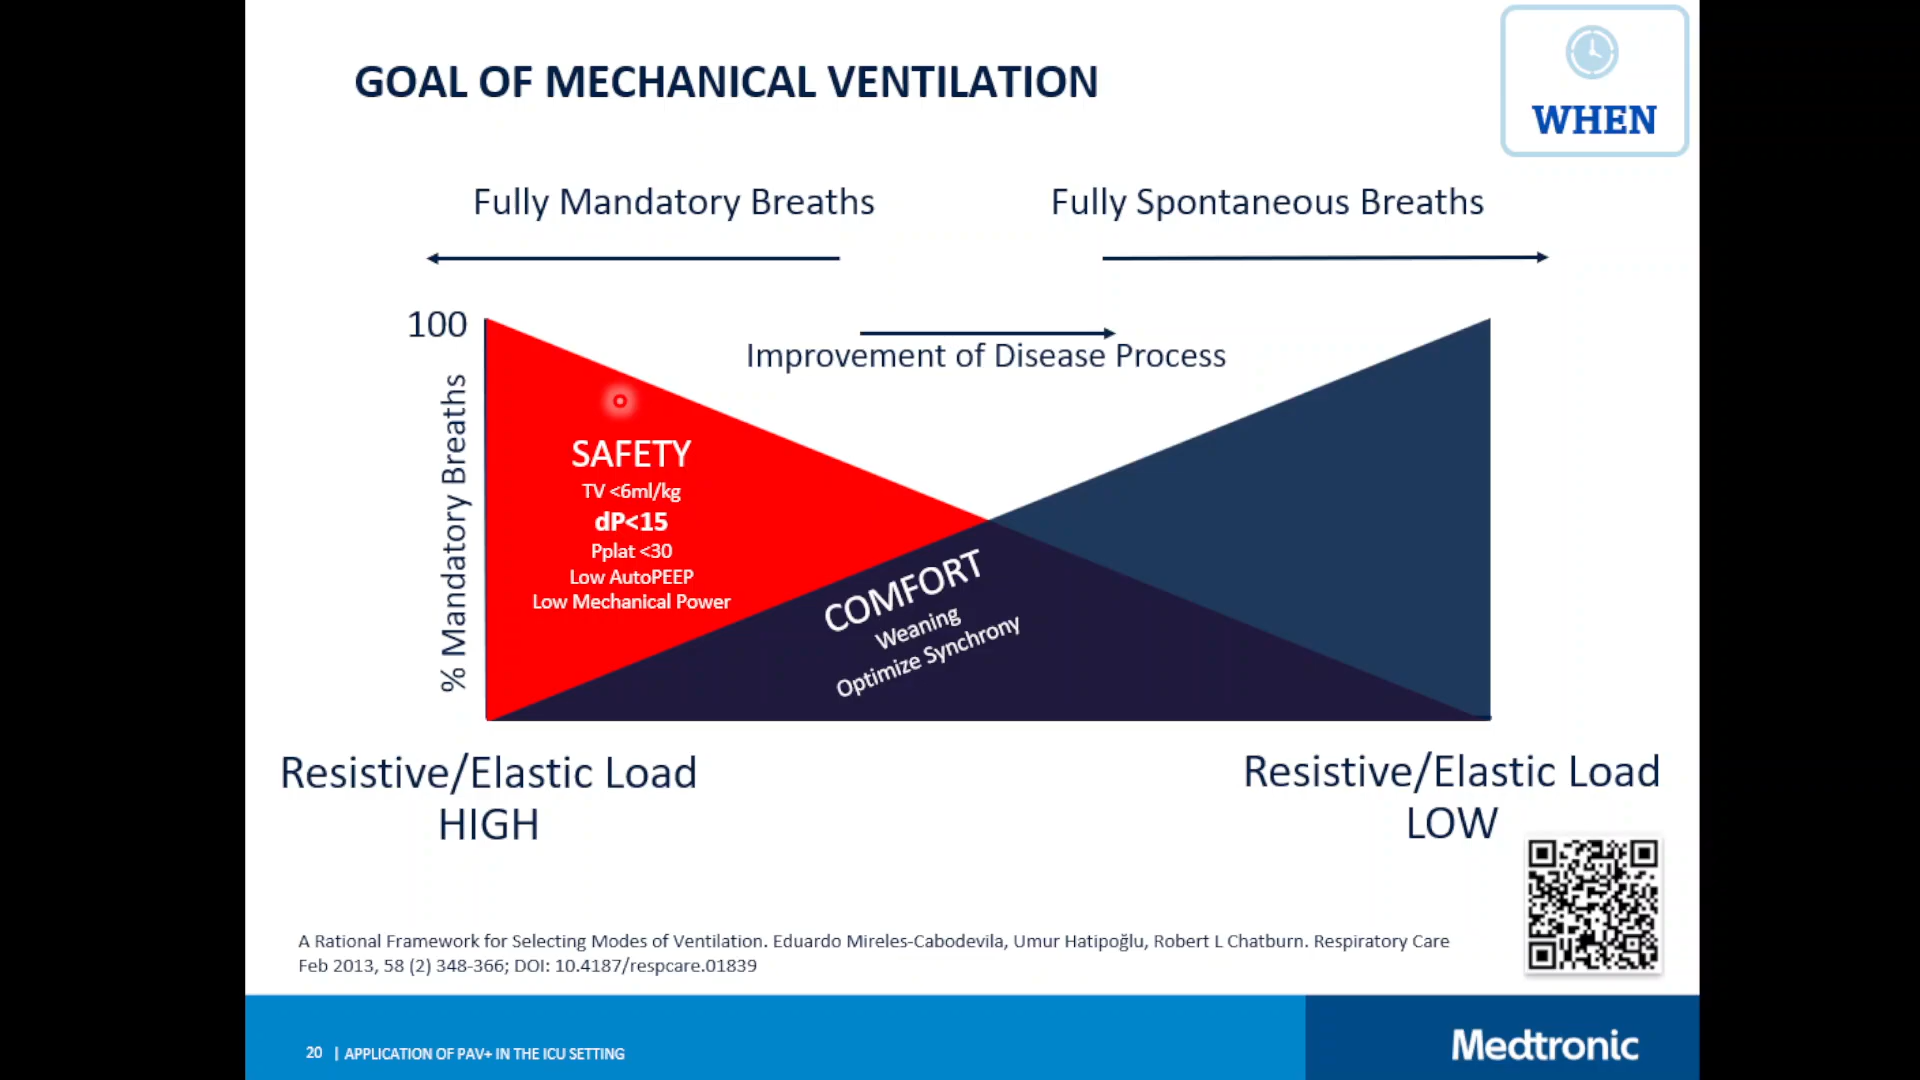 GOAL OF MECHANICAL VENTILATION
WHEN
Fully Mandatory Breaths
Fully Spontaneous Breaths
100
Improvement of Disease Process
% Mandatory Breaths
SAFETY
TV <6ml/kg
dP<15
Pplat <30
Low AutoPEEP
Low Mechanical Power
COMFORT
Weaning
Optimize Synchrony
Resistive/Elastic Load
HIGH
Resistive/Elastic Load
LOW
A Rational Framework for Selecting Modes of Ventilation. Eduardo Mireles-Cabodevila, Umur Hatipoğlu, Robert L Chatburn. Respiratory Care
Feb 2013, 58 (2) 348-366; DOI: 10.4187/respcare.01839
20 | APPLICATION OF PAV+ IN THE ICU SETTING
Medtronic